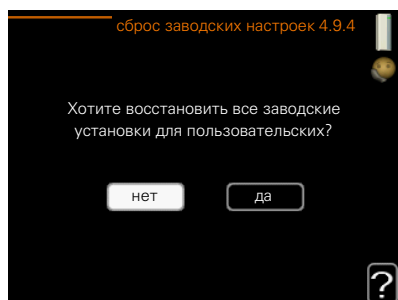 сброс заводских настроек 4.9.4
Хотите восстановить все заводские
установки для пользовательских?
нет
да
?